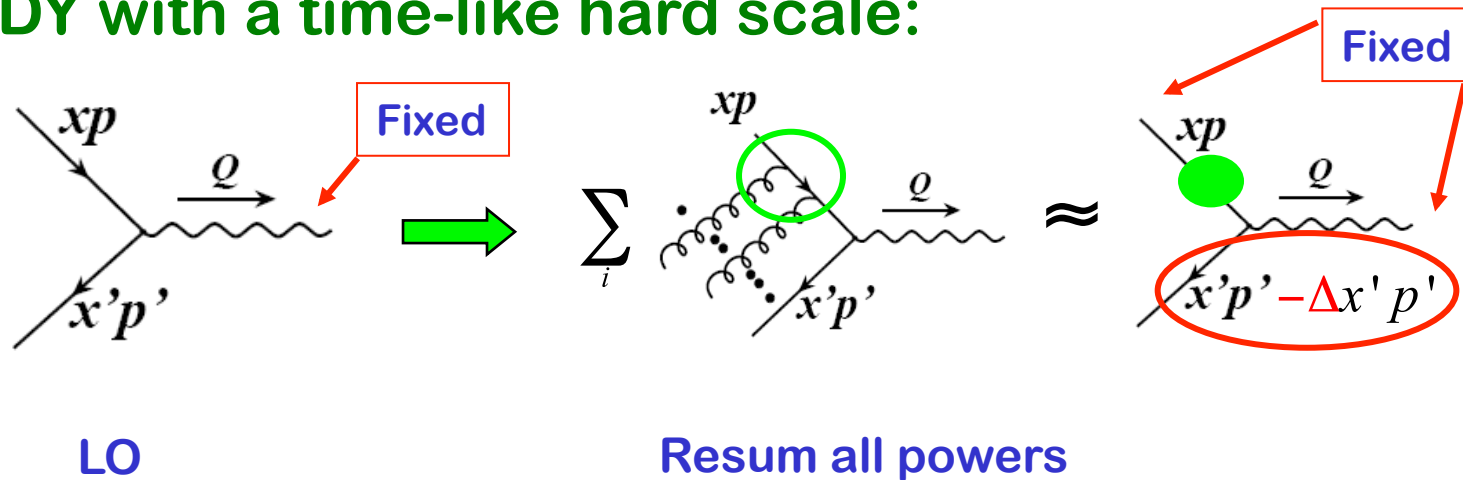 DY with a time-like hard scale:
Fixed
Fixed
xp
Q
x’p’
∑
i
xp
Q
x’p’
≈
xp
Q
x’p’ −Δx' p'
LO
Resum all powers